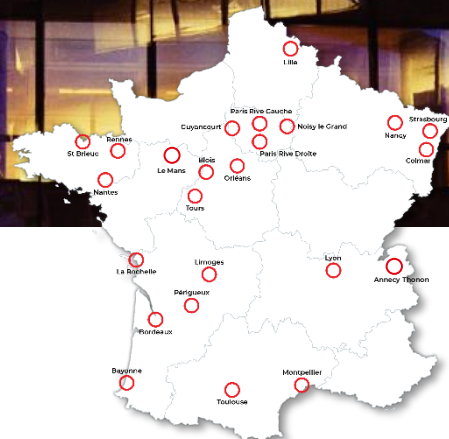 Lille
Paris Rive Gauche
Guyancourt
Noisy le Grand
Strasbourg
Nancy
St Brieuc
Rennes
Paris Rive Droite
Colmar
Le Mans
Blois
Orléans
Nantes
Tours
La Rochelle
Limoges
Lyon
Annecy Thonon
Périgueux
Bordeaux
Bayonne
Toulouse
Montpellier